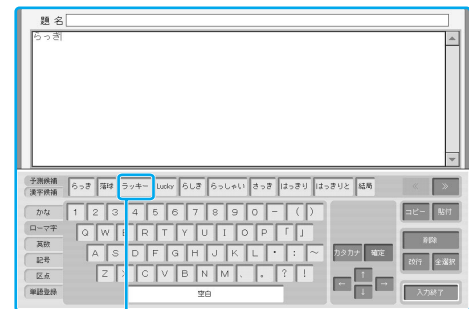 題名
らっき
予測候補
漢字候補
らっき 落球 ラッキー Lucky らしき らっしゃい さっき はっきり はっきりと 結局 « »
かな 1 2 3 4 5 6 7 8 9 0 ー ( ) コピー 貼付
ローマ字 Q W E R T Y U I O P 「 」
英数 A S D F G H J K L ・ : ～ カタカナ 確定 削除
記号 改行 全選択
区点 Z X C V B N M 、 。 ? ! ↑
単語登録 空白 ← ↓ → 入力終了